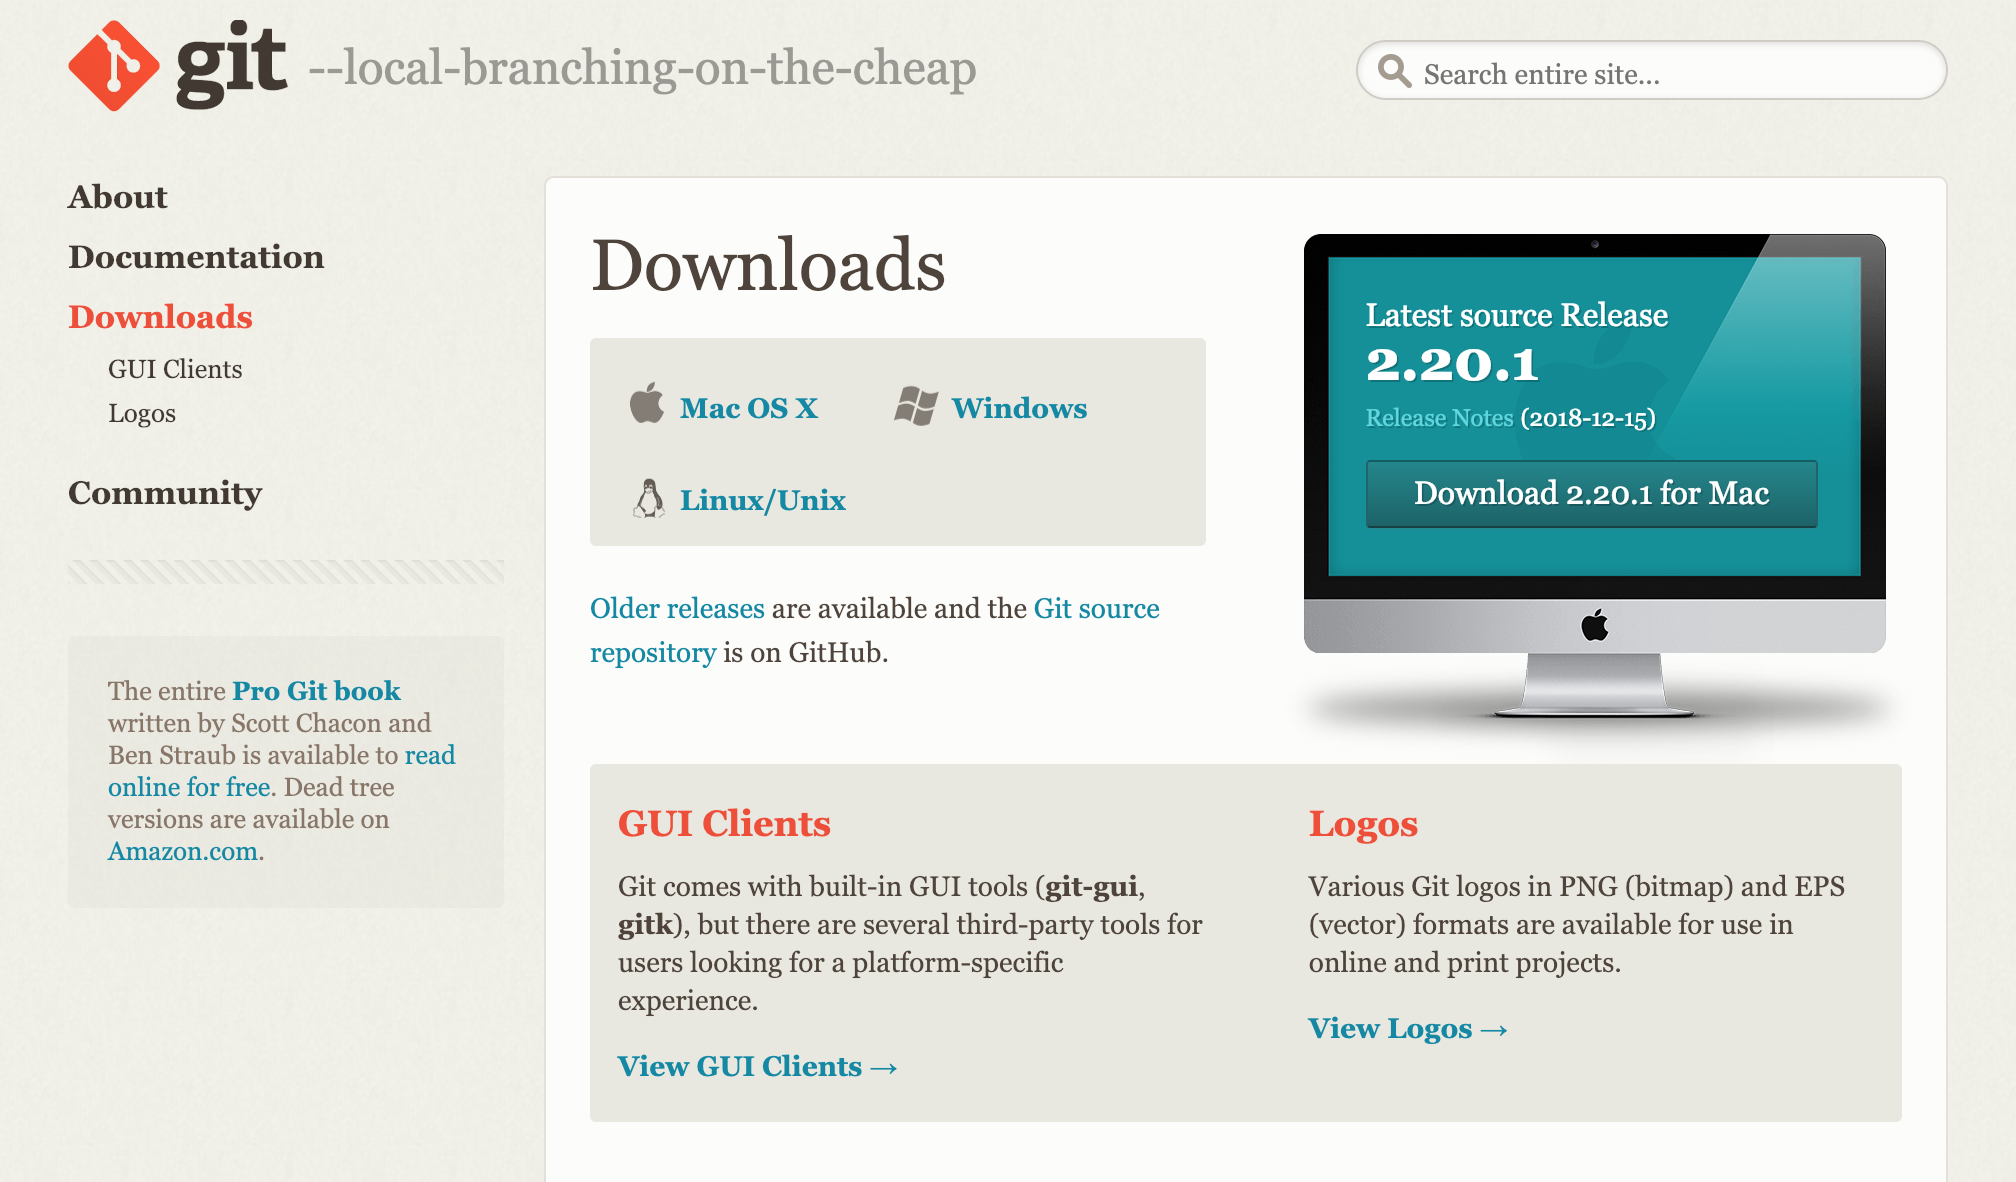 git --local-branching-on-the-cheap
Search entire site...
About
Documentation
Downloads
GUI Clients
Logos
Community
The entire Pro Git book
written by Scott Chacon and
Ben Straub is available to read
online for free. Dead tree
versions are available on
Amazon.com.
Downloads
Mac OS X
Windows
Linux/Unix
Older releases are available and the Git source
repository is on GitHub.
Latest source Release
2.20.1
Release Notes (2018-12-15)
Download 2.20.1 for Mac
GUI Clients
Git comes with built-in GUI tools (git-gui,
gitk), but there are several third-party tools for
users looking for a platform-specific
experience.
View GUI Clients →
Logos
Various Git logos in PNG (bitmap) and EPS
(vector) formats are available for use in
online and print projects.
View Logos →